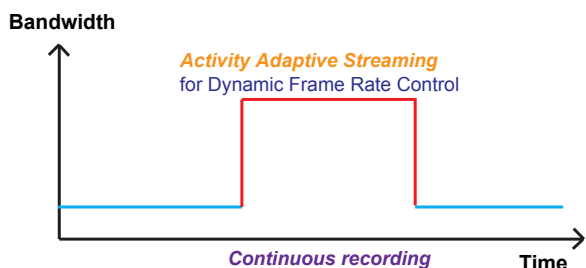 Bandwidth
Activity Adaptive Streaming
for Dynamic Frame Rate Control
Continuous recording
Time